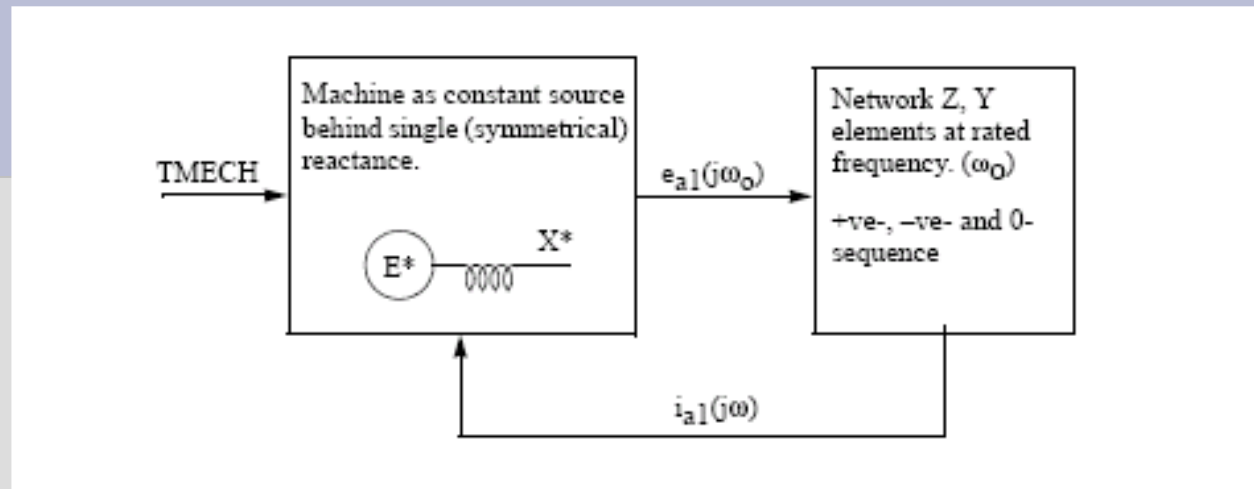 Machine as constant source
behind single (symmetrical)
reactance.
TMECH
E*
X*
eₐ₁(jωₒ)
Network Z, Y
elements at rated
frequency. (ωₒ)
+ve-, –ve- and 0-
sequence
iₐ₁(jω)